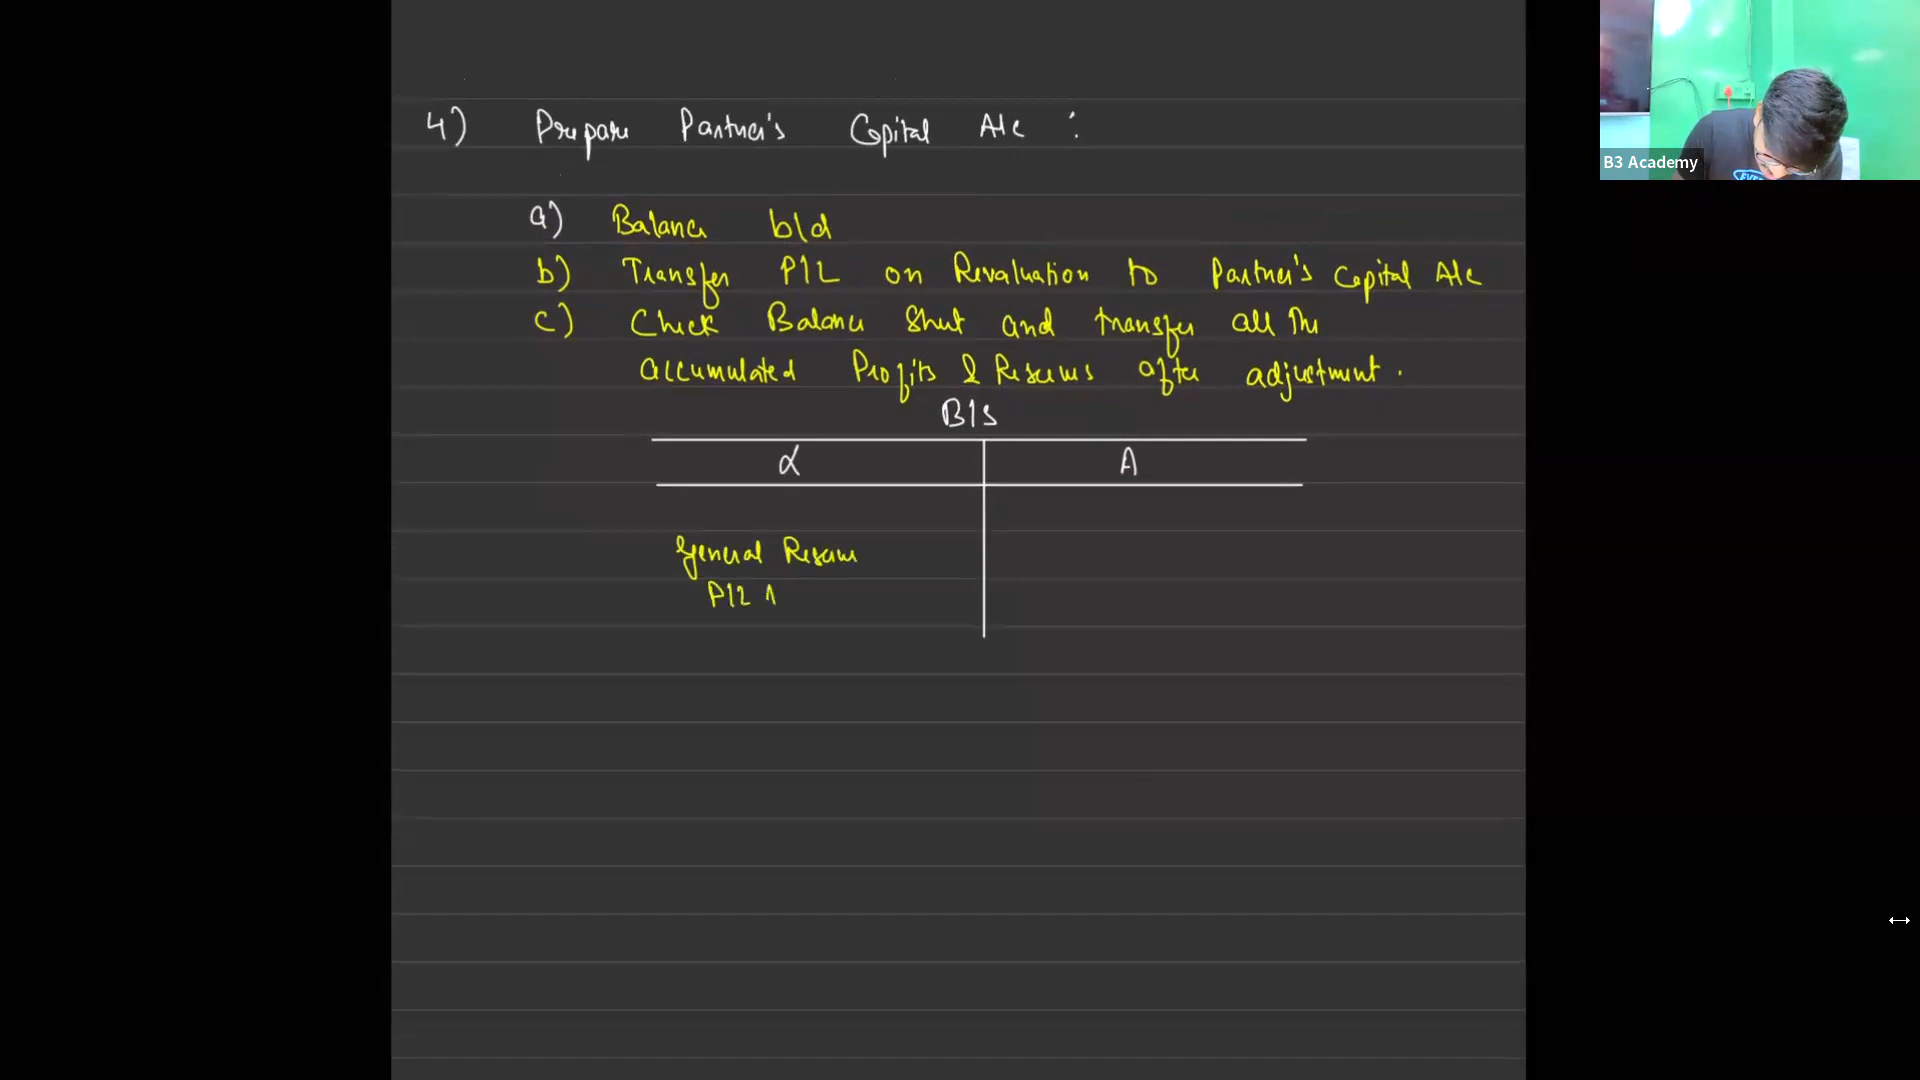 4) Prepare Partner's Capital A/c :
a) Balance b/d
b) Transfer P/L on Revaluation to Partner's Capital A/c
c) Check Balance Sheet and transfer all the
accumulated Profits & Reserves after adjustment.
B/S
L A
General Reserve
P/L A
B3 Academy